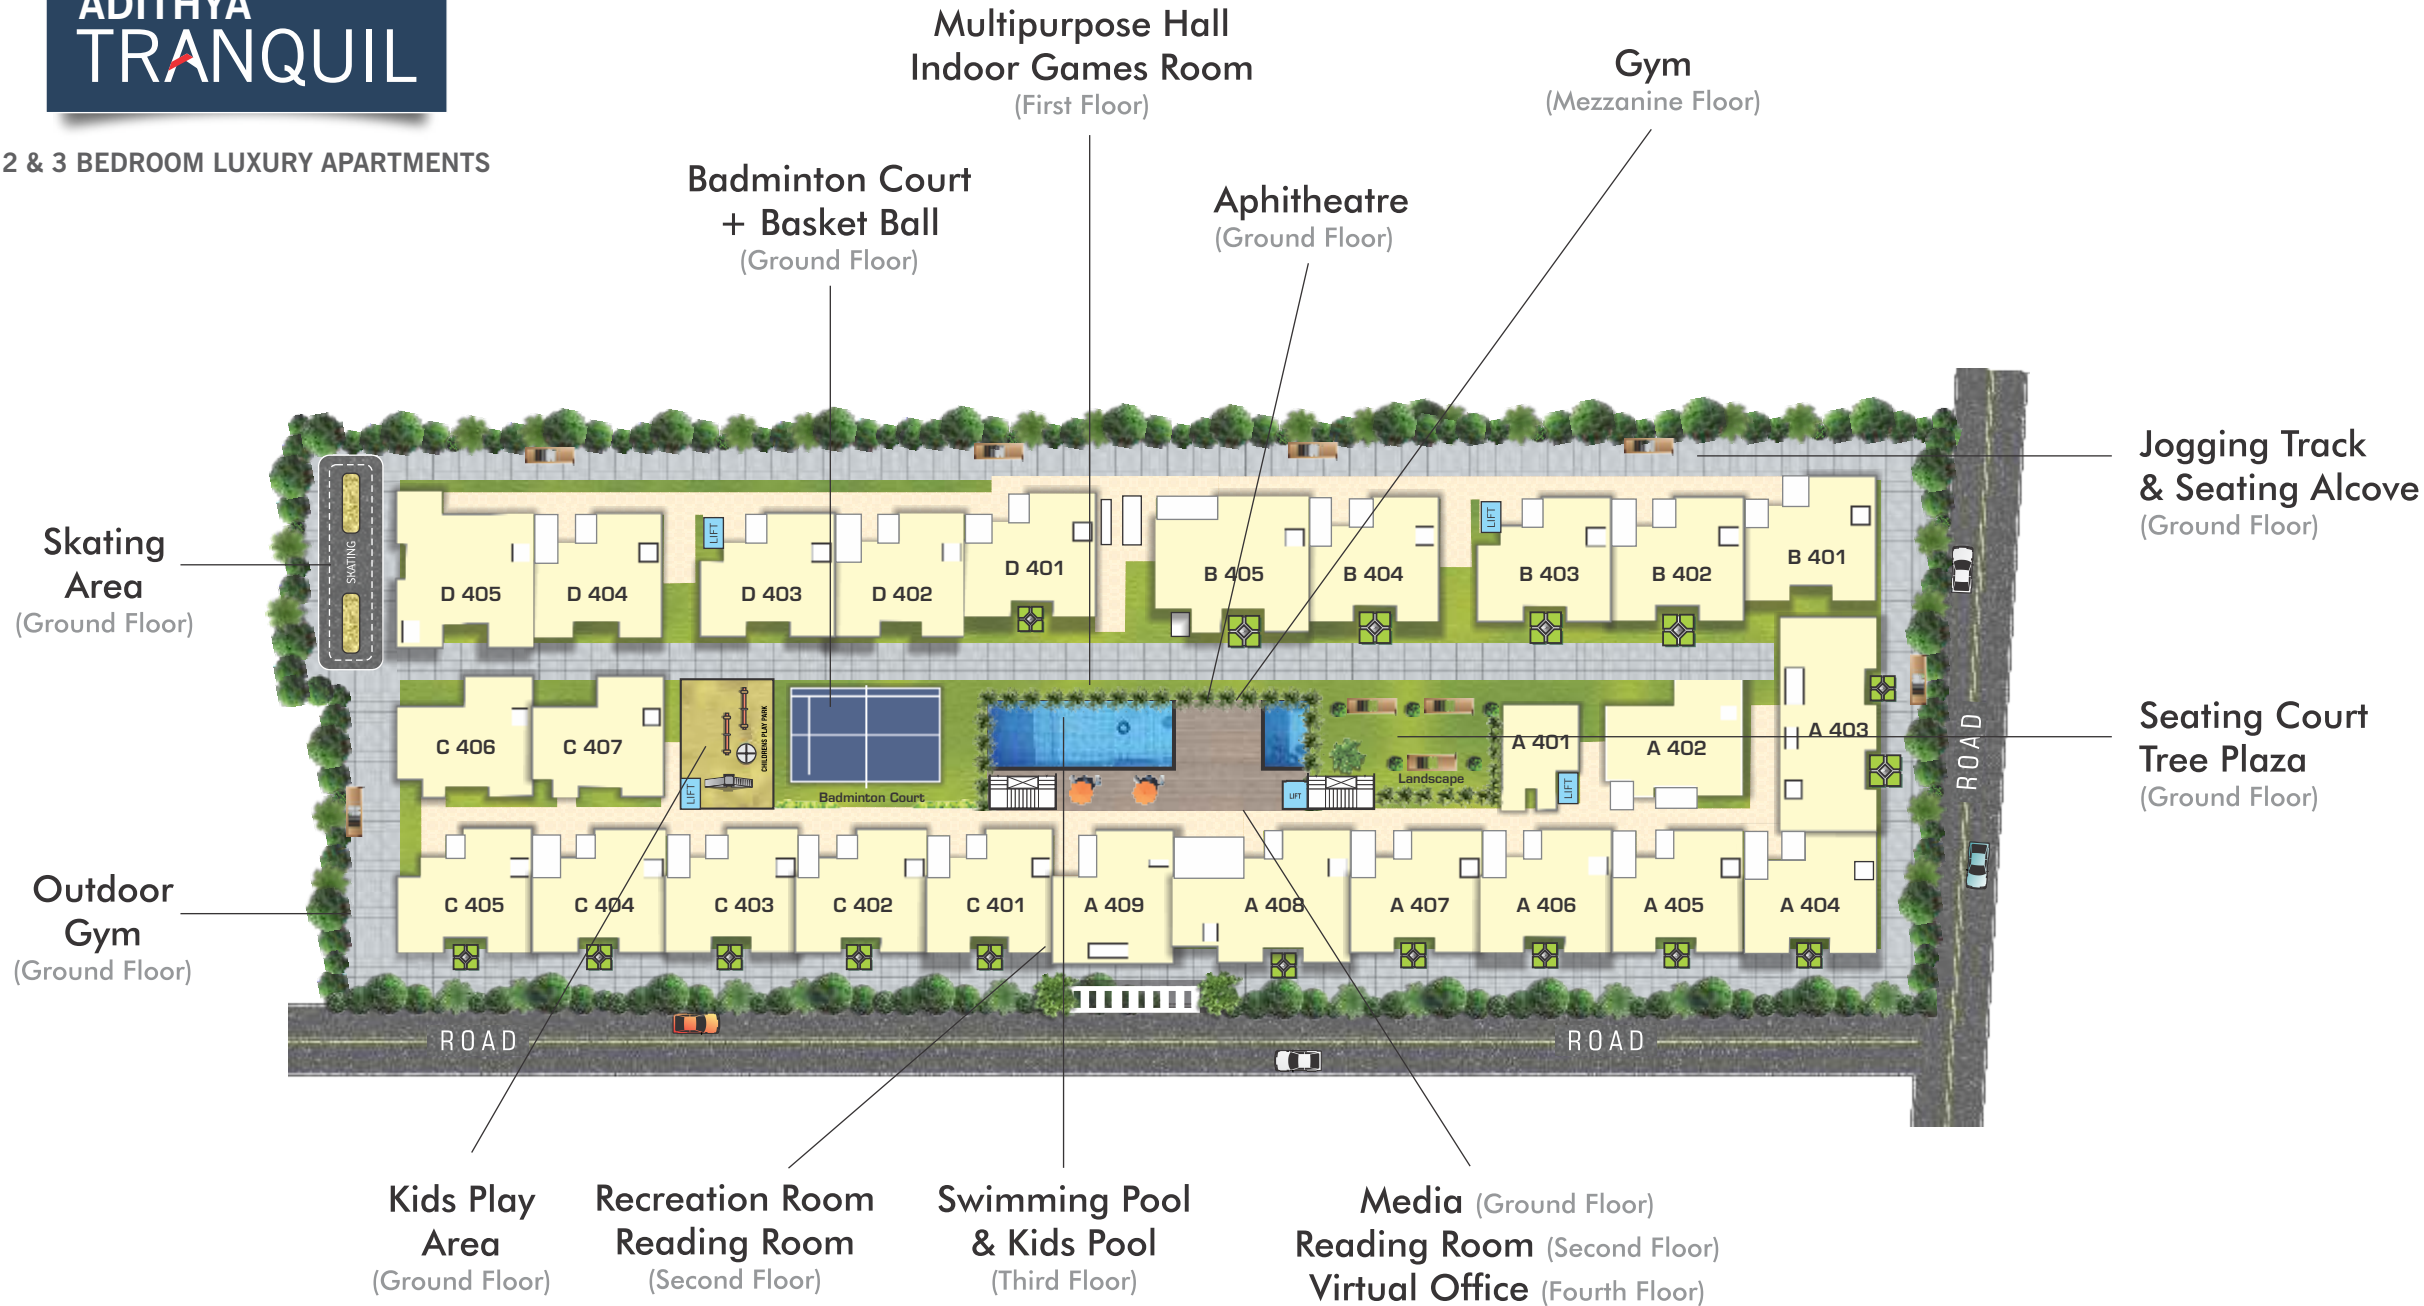 ADITHYA
TRANQUIL
2 & 3 BEDROOM LUXURY APARTMENTS
Multipurpose Hall
Indoor Games Room
(First Floor)
Gym
(Mezzanine Floor)
Badminton Court
+ Basket Ball
(Ground Floor)
Aphitheatre
(Ground Floor)
Jogging Track
& Seating Alcove
(Ground Floor)
Skating
Area
(Ground Floor)
SKATING
LIFT
LIFT
D 405
D 404
D 403
D 402
D 401
B 405
B 404
B 403
B 402
B 401
C 406
C 407
CHILDRENS PLAY PARK
LIFT
Badminton Court
LIFT
Landscape
A 401
LIFT
A 402
A 403
ROAD
Seating Court
Tree Plaza
(Ground Floor)
Outdoor
Gym
(Ground Floor)
C 405
C 404
C 403
C 402
C 401
A 409
A 408
A 407
A 406
A 405
A 404
ROAD
ROAD
Kids Play
Area
(Ground Floor)
Recreation Room
Reading Room
(Second Floor)
Swimming Pool
& Kids Pool
(Third Floor)
Media (Ground Floor)
Reading Room (Second Floor)
Virtual Office (Fourth Floor)